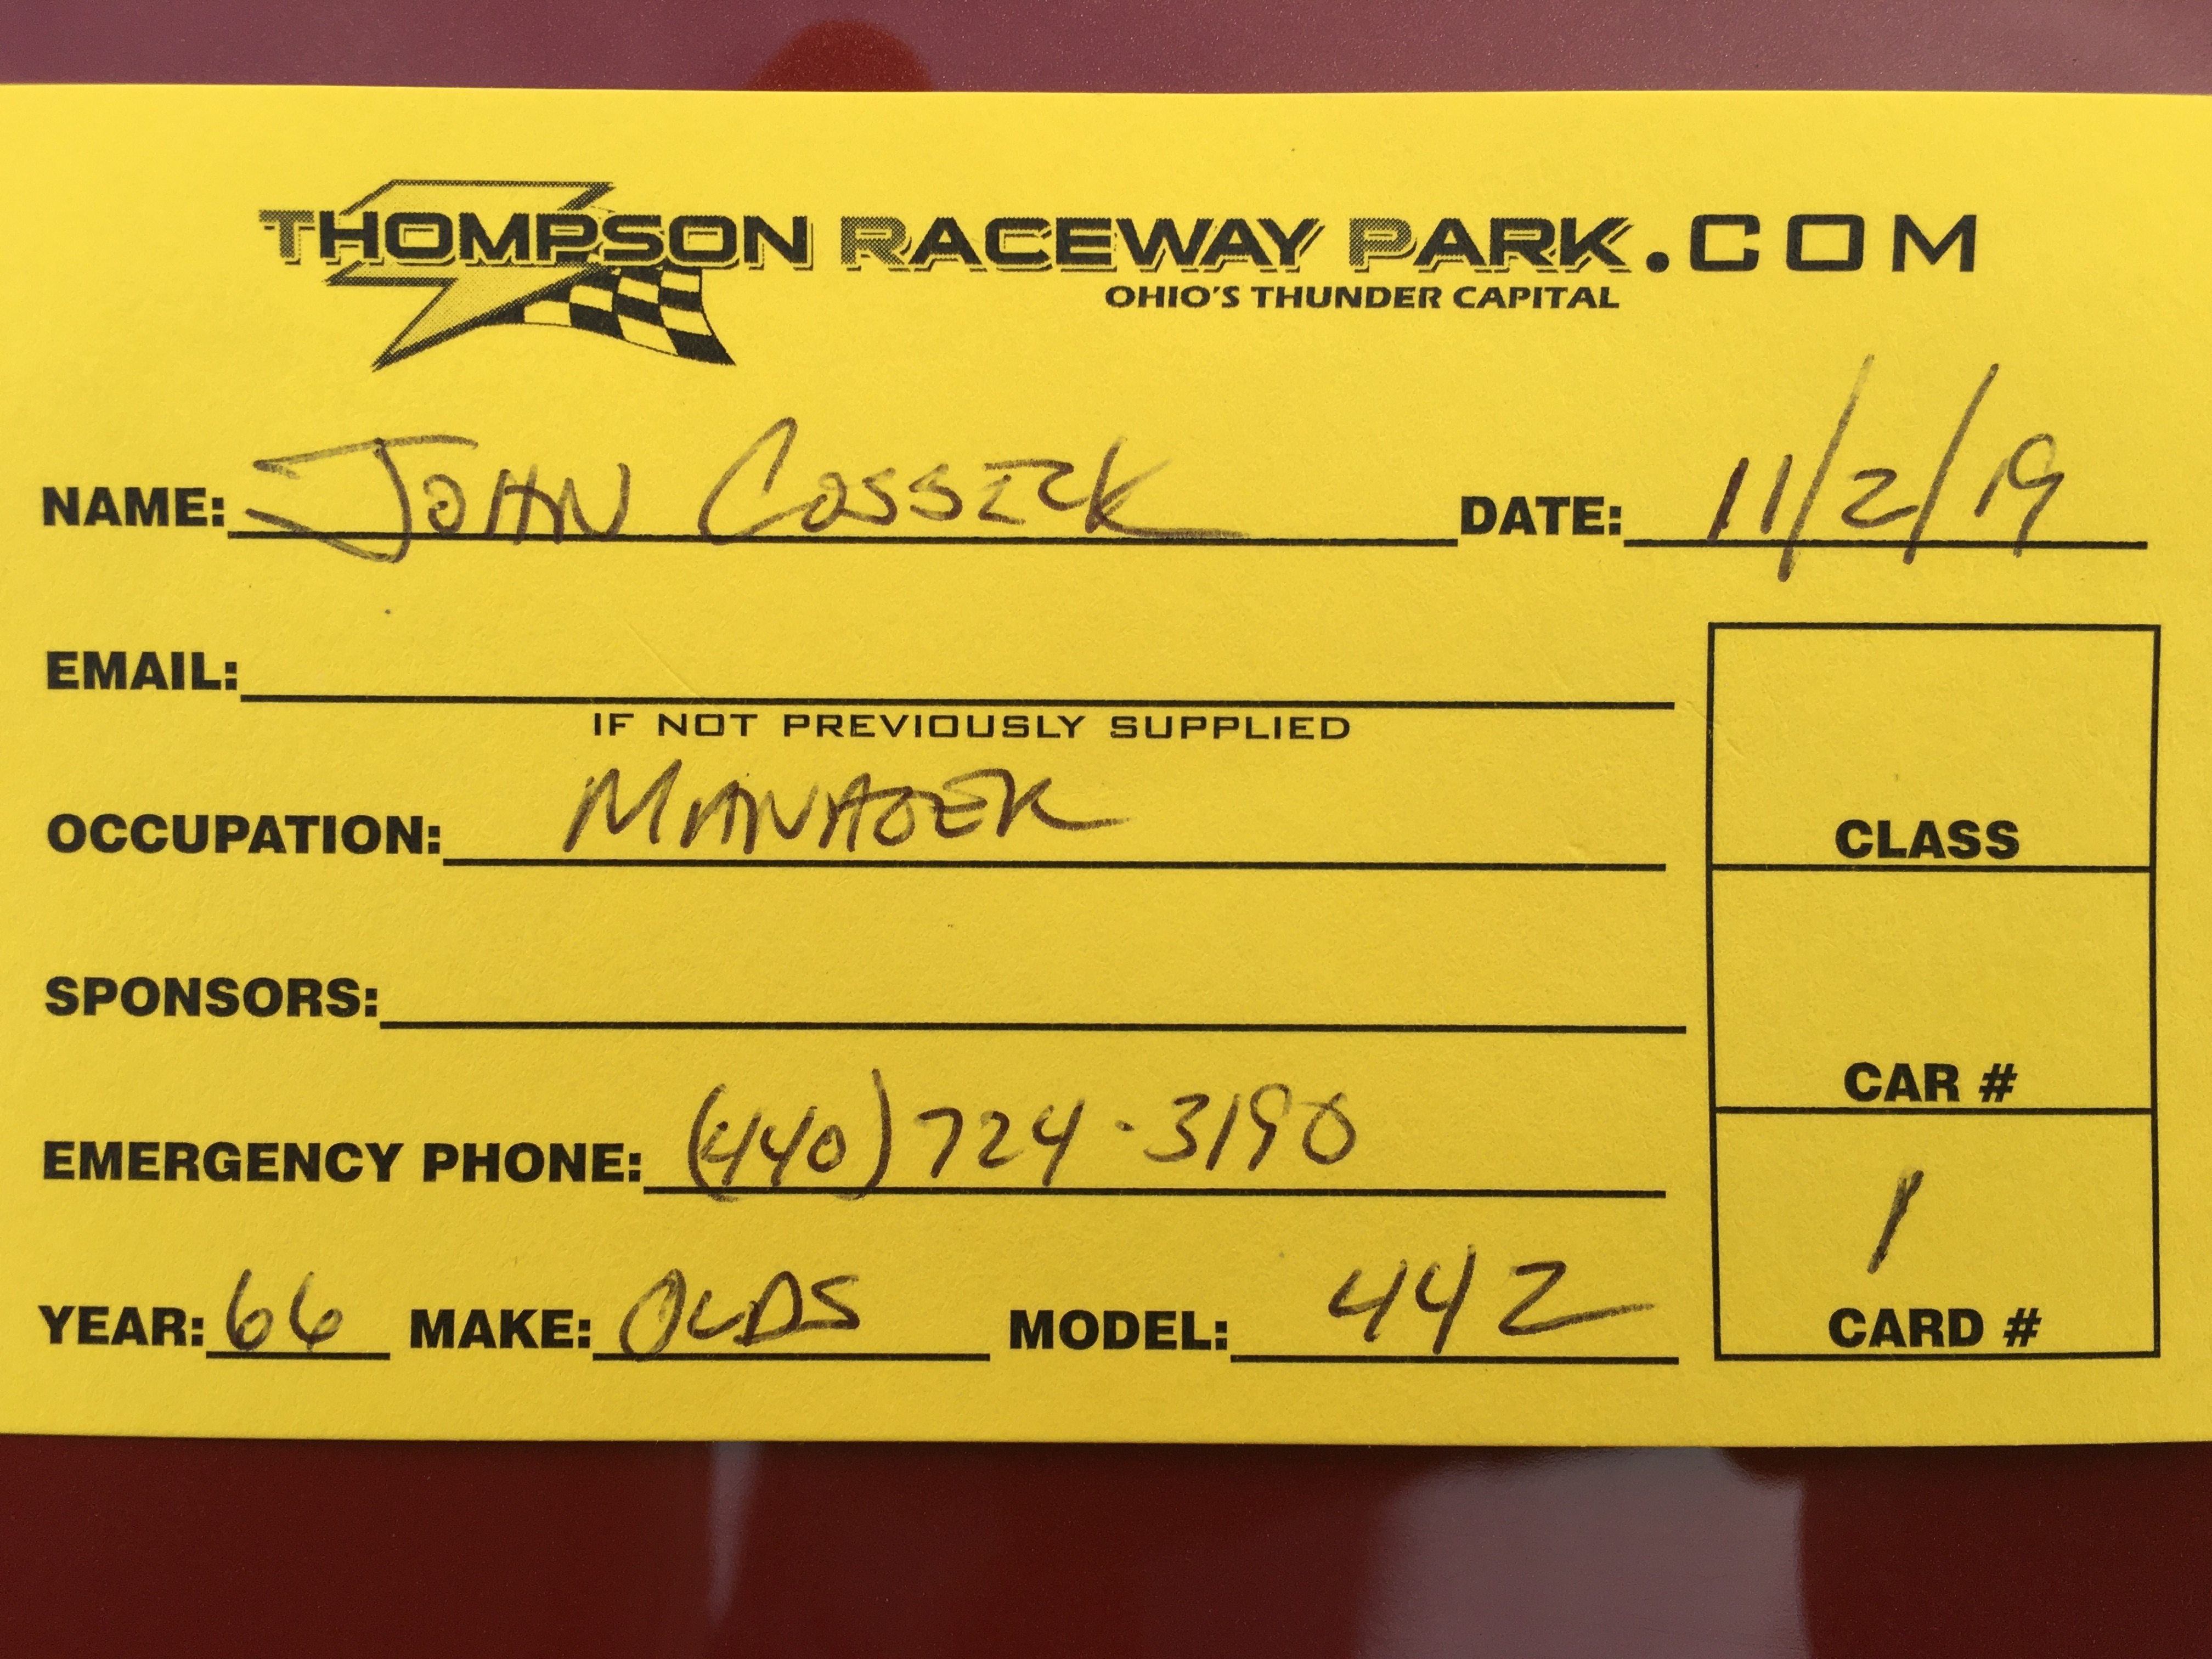 THOMPSON RACEWAY PARK.COM
OHIO'S THUNDER CAPITAL
NAME: JOHN COSSICK DATE: 11/2/19
EMAIL:
IF NOT PREVIOUSLY SUPPLIED
OCCUPATION: MANAGER
CLASS
SPONSORS:
CAR #
EMERGENCY PHONE: (440) 724-3190
1
YEAR: 66 MAKE: OLDS MODEL: 442
CARD #